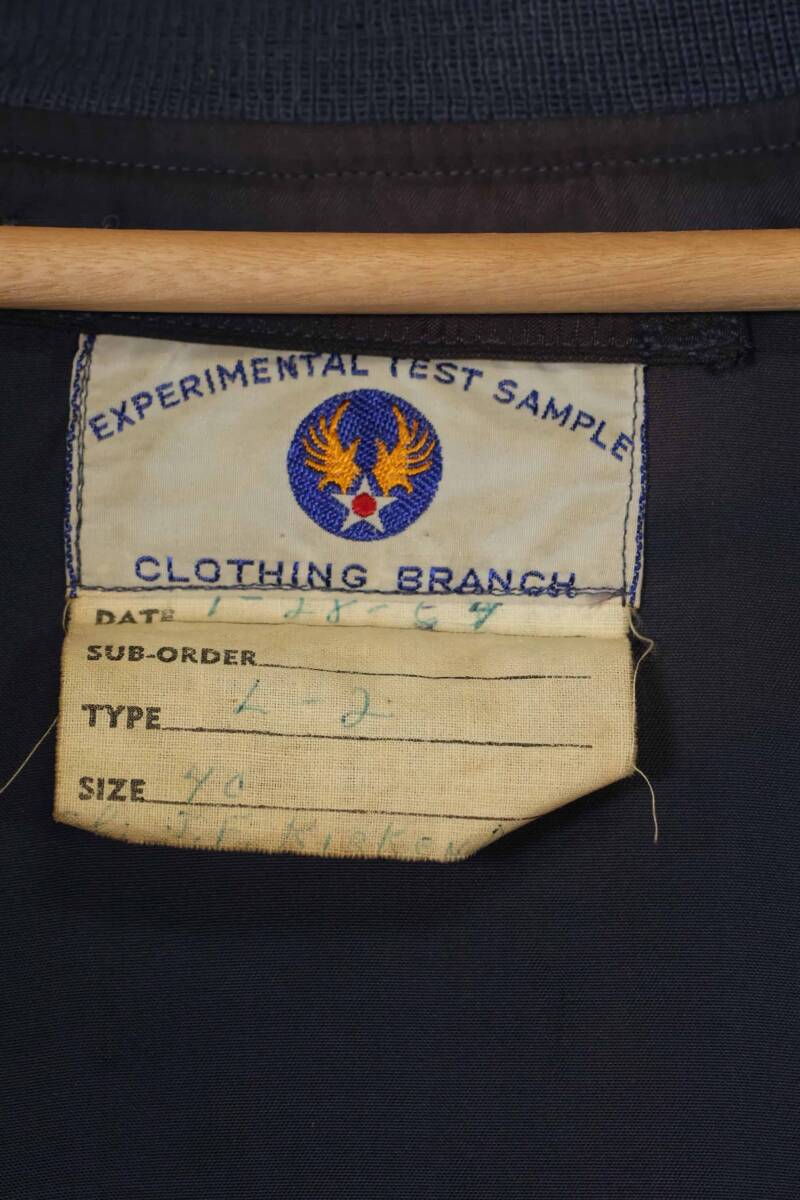 EXPERIMENTAL TEST SAMPLE
CLOTHING BRANCH
DATE 1-28-54
SUB-ORDER
TYPE L-2
SIZE 40